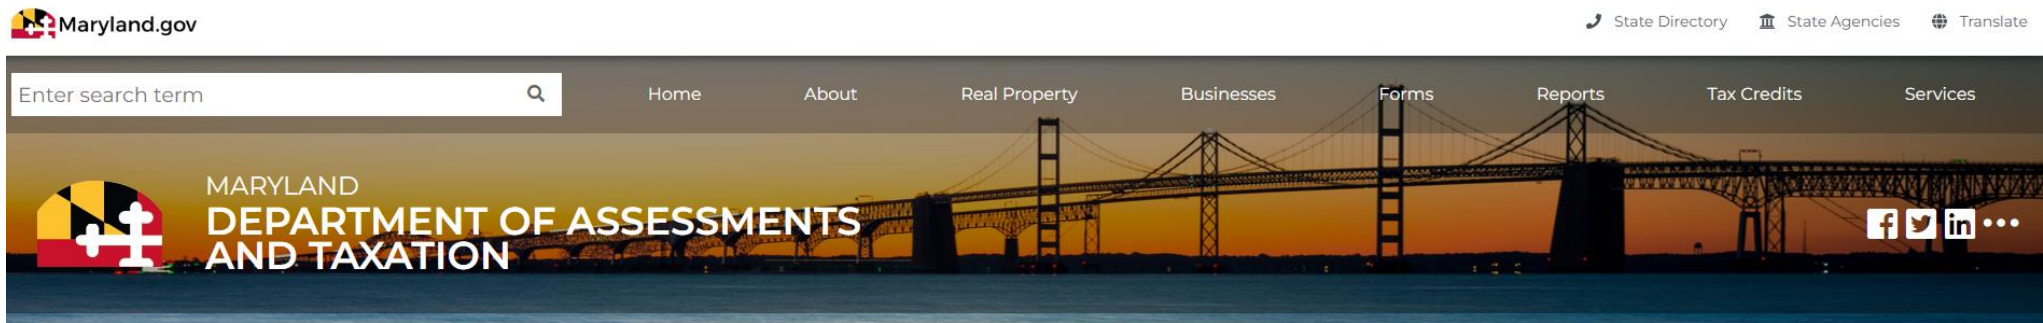 Maryland.gov
State Directory
State Agencies
Translate
Enter search term
Home
About
Real Property
Businesses
Forms
Reports
Tax Credits
Services
MARYLAND
DEPARTMENT OF ASSESSMENTS
AND TAXATION